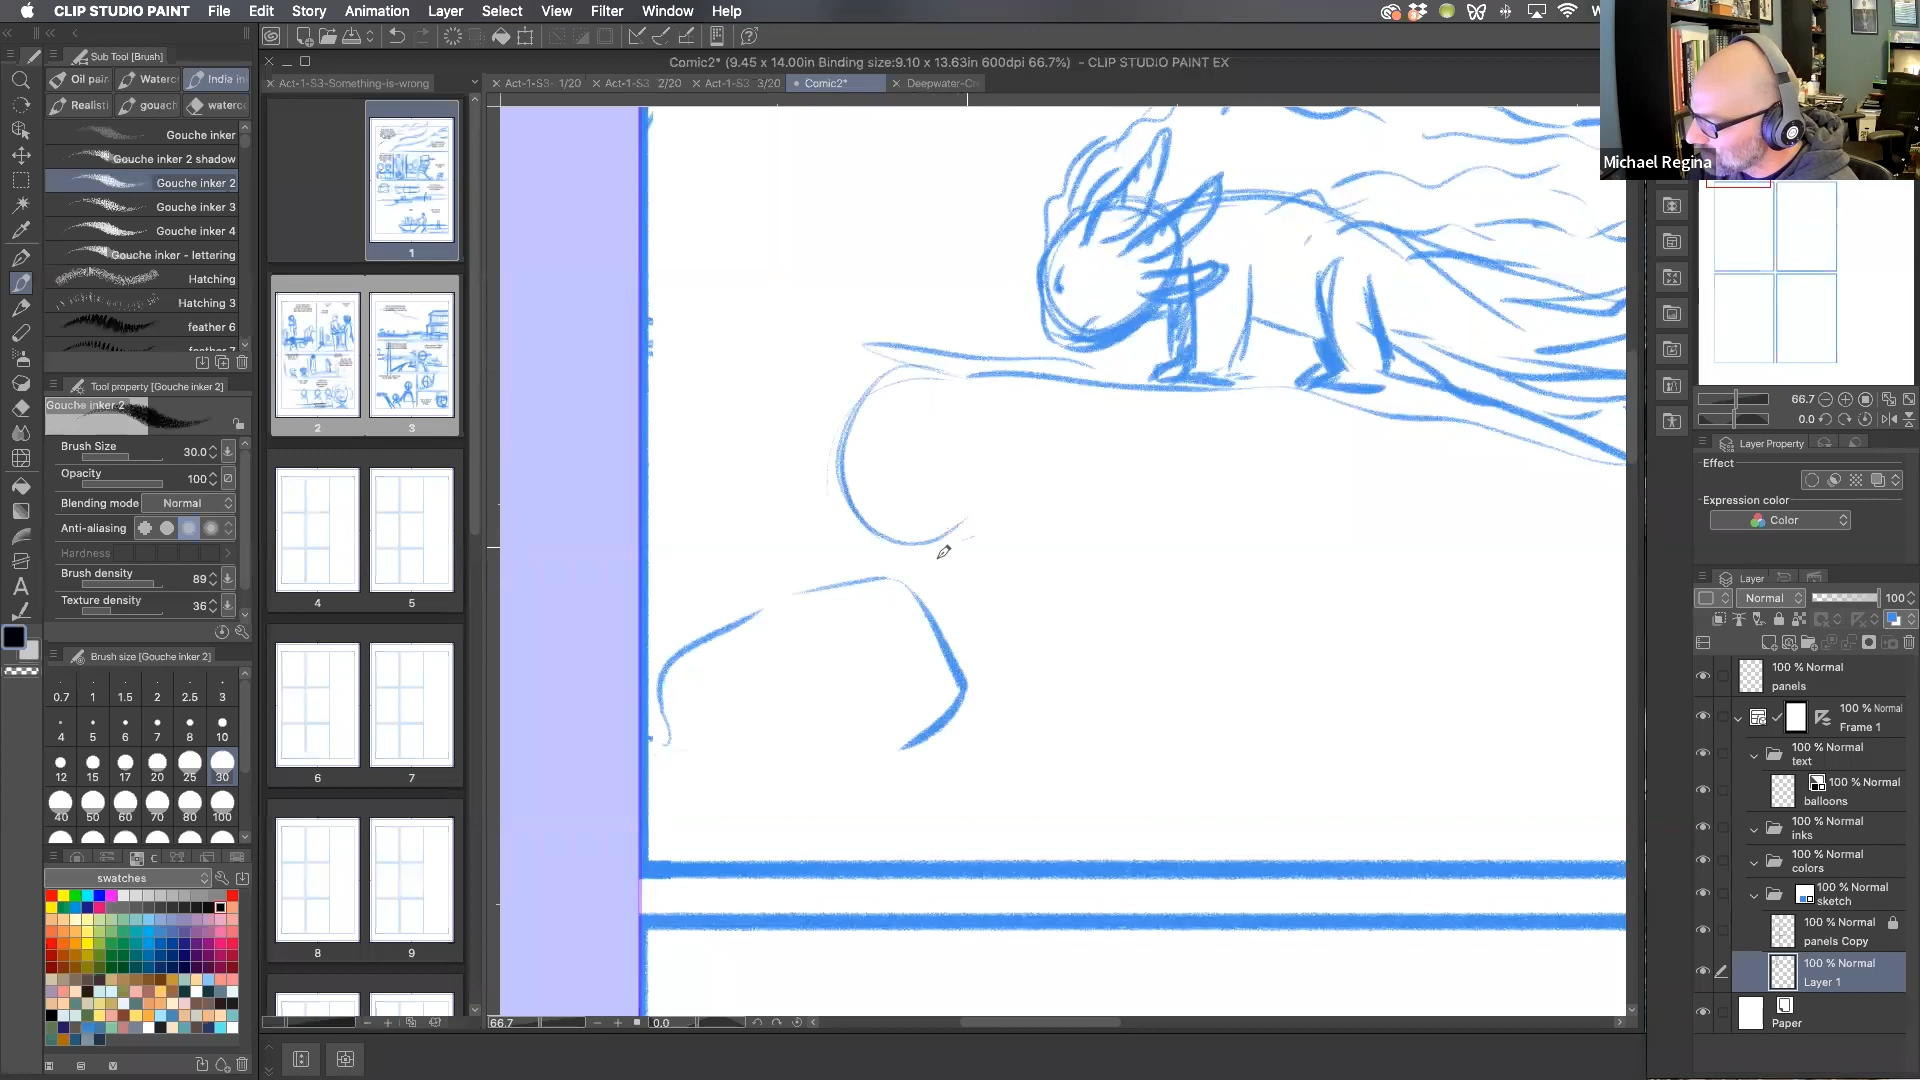 CLIP STUDIO PAINT File Edit Story Animation Layer Select View Filter Window Help
Comic2* (9.45 x 14.00in Binding size:9.10 x 13.63in 600dpi 66.7%) - CLIP STUDIO PAINT EX
Act-1-S3-Something-is-wrong
Act-1-S3- 1/20
Act-1-S3 2/20
Act-1-S3 3/20
Comic2*
Deepwater-Cr
Michael Regina
Sub Tool [Brush]
Oil pain
Waterc
India in
Realisti
gouach
waterc
Gouche inker
Gouche inker 2 shadow
Gouche inker 2
Gouche inker 3
Gouche inker 4
Gouche inker - lettering
Hatching
Hatching 3
feather 6
Tool property [Gouche inker 2]
Gouche inker 2
Brush Size 30.0
Opacity 100
Blending mode Normal
Anti-aliasing
Hardness
Brush density 89
Texture density 36
Brush size [Gouche inker 2]
0.7 1 1.5 2 2.5 3
4 5 6 7 8 10
12 15 17 20 25 30
40 50 60 70 80 100
swatches
1
2 3
4 5
6 7
8 9
66.7
0.0
66.7
0.0
Layer Property
Effect
Expression color
Color
Layer
Normal 100
100 % Normal
panels
100 % Normal
Frame 1
100 % Normal
text
100 % Normal
balloons
100 % Normal
inks
100 % Normal
colors
100 % Normal
sketch
100 % Normal
panels Copy
100 % Normal
Layer 1
Paper